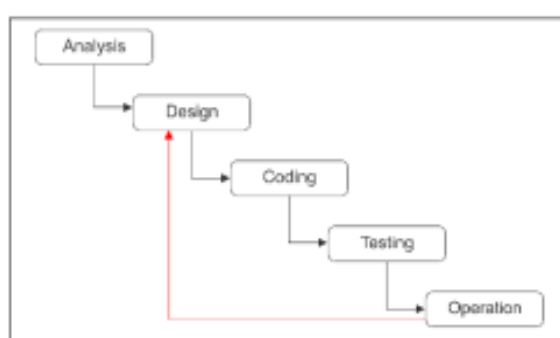 Analysis
Design
Coding
Testing
Operation